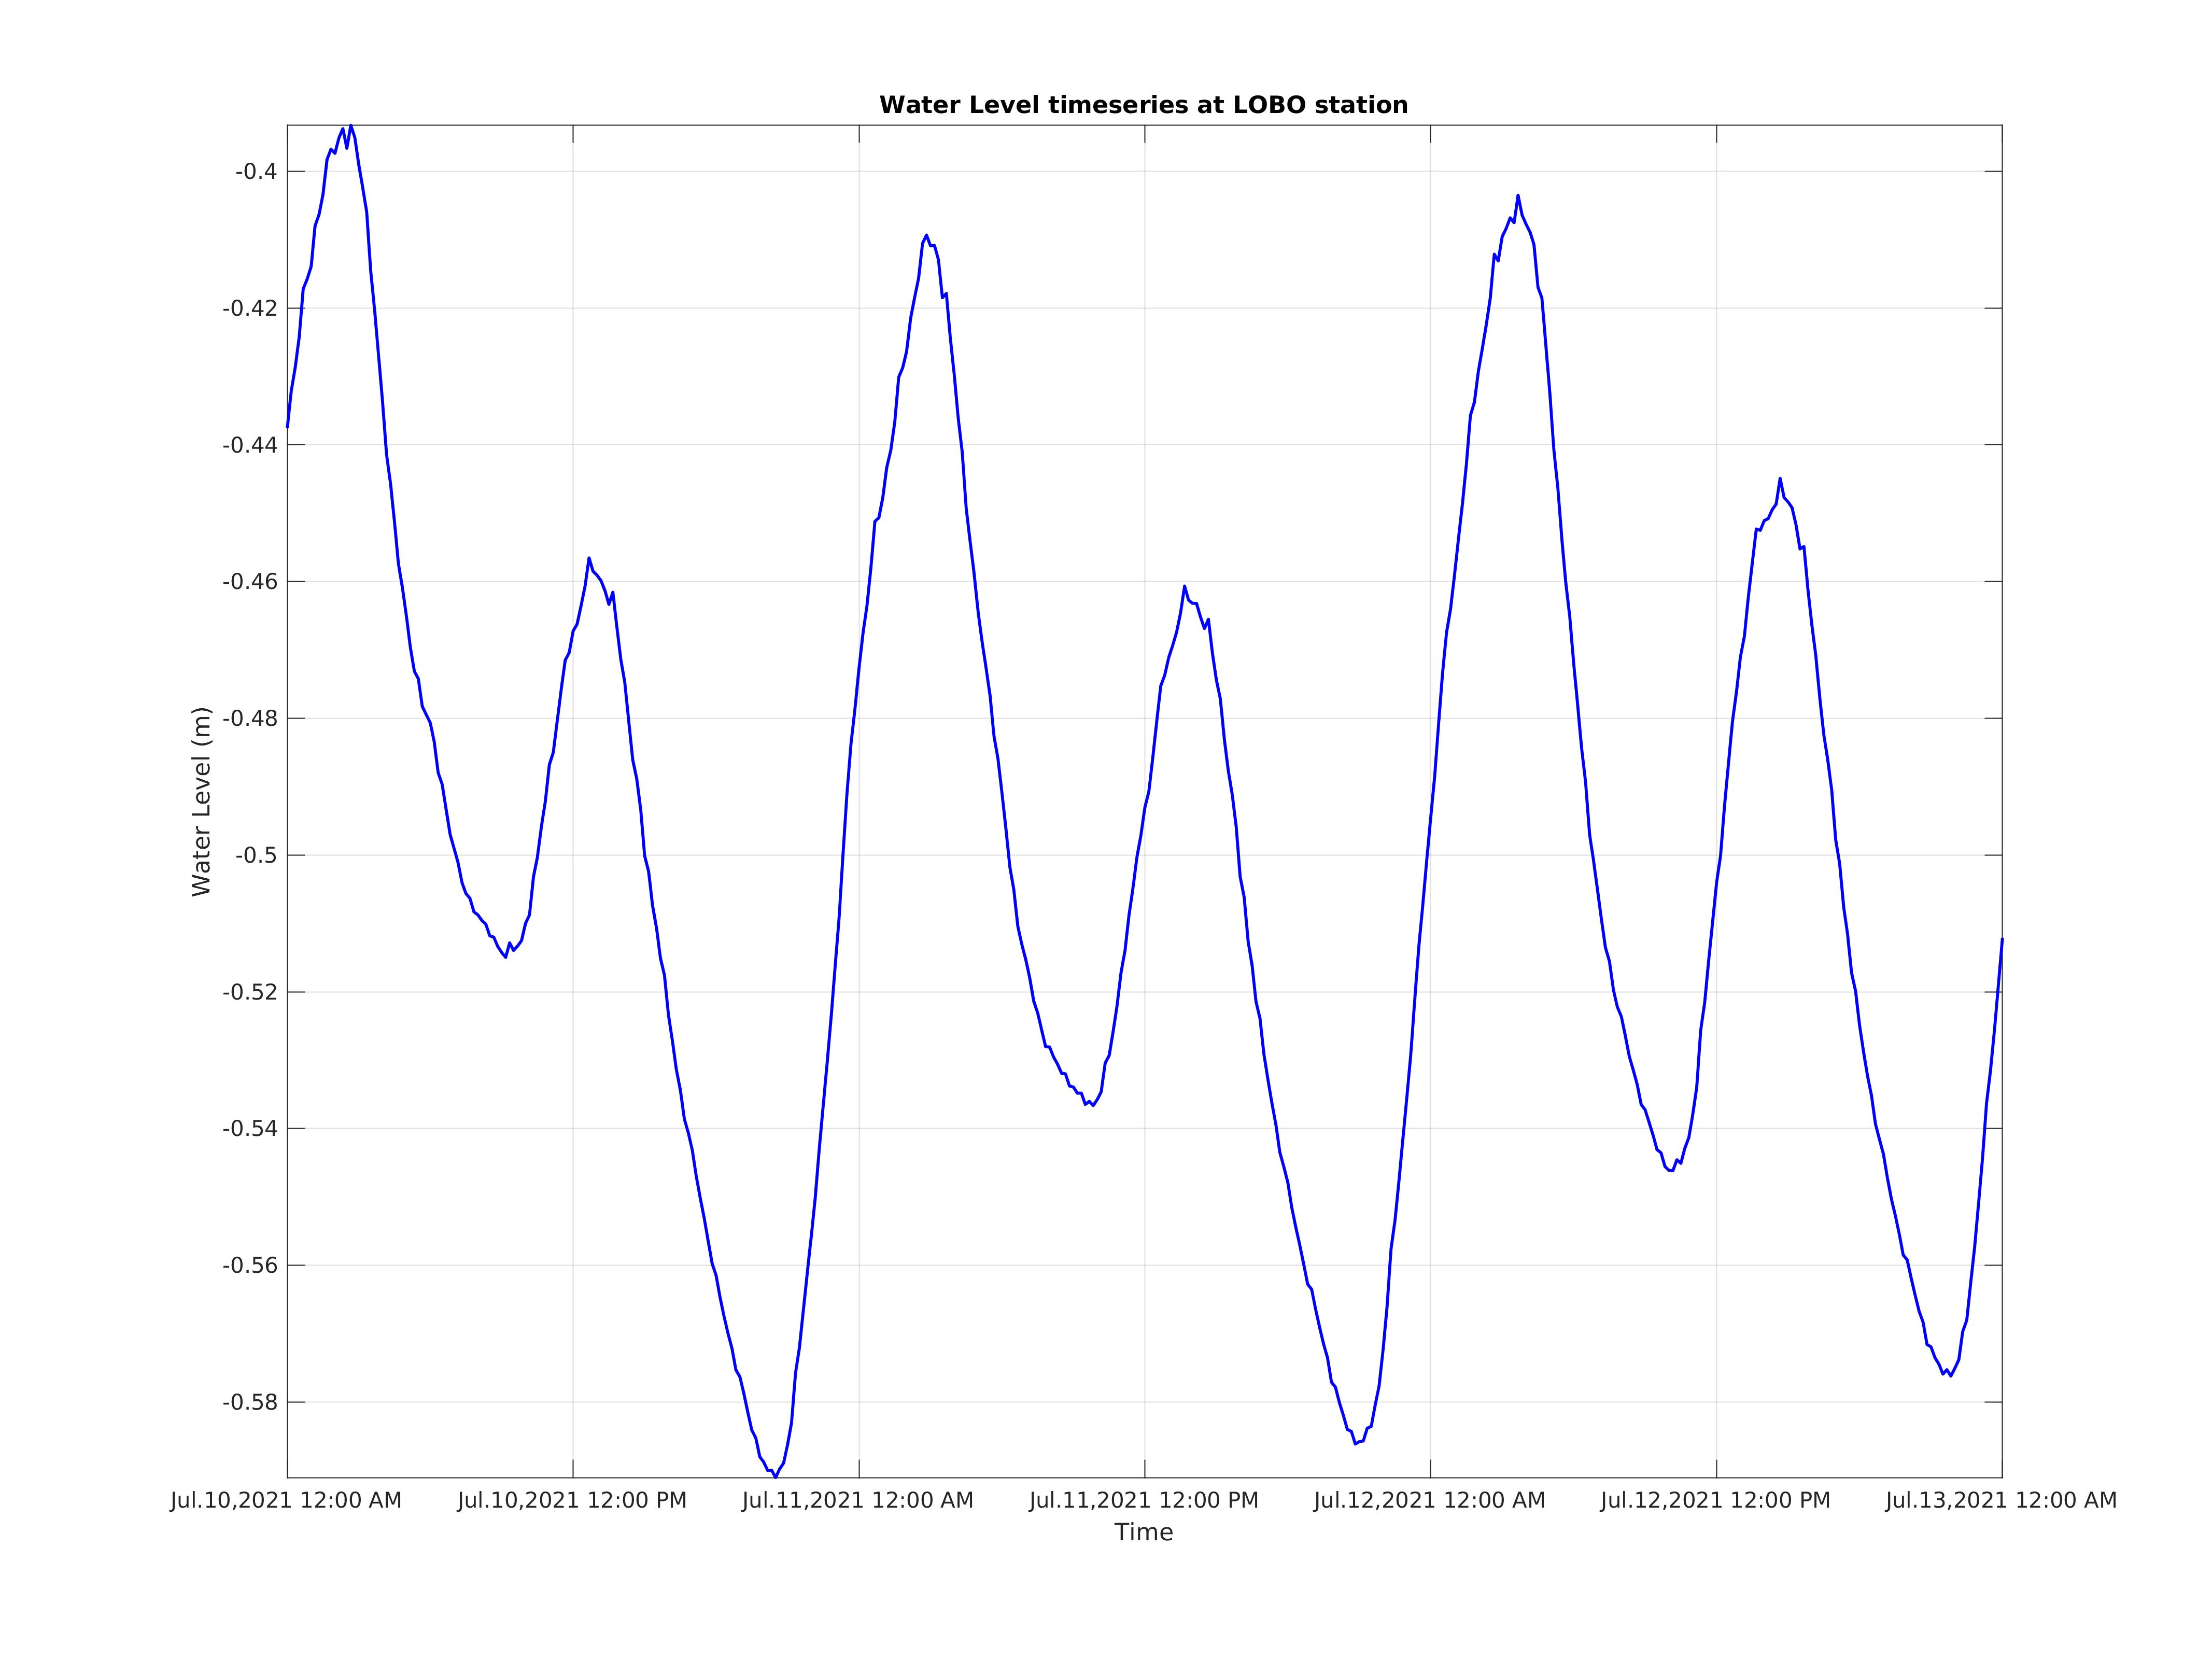 Water Level timeseries at LOBO station
-0.4
-0.42
-0.44
-0.46
-0.48
-0.5
-0.52
-0.54
-0.56
-0.58
Water Level (m)
Jul.10,2021 12:00 AM Jul.10,2021 12:00 PM Jul.11,2021 12:00 AM Jul.11,2021 12:00 PM Jul.12,2021 12:00 AM Jul.12,2021 12:00 PM Jul.13,2021 12:00 AM
Time